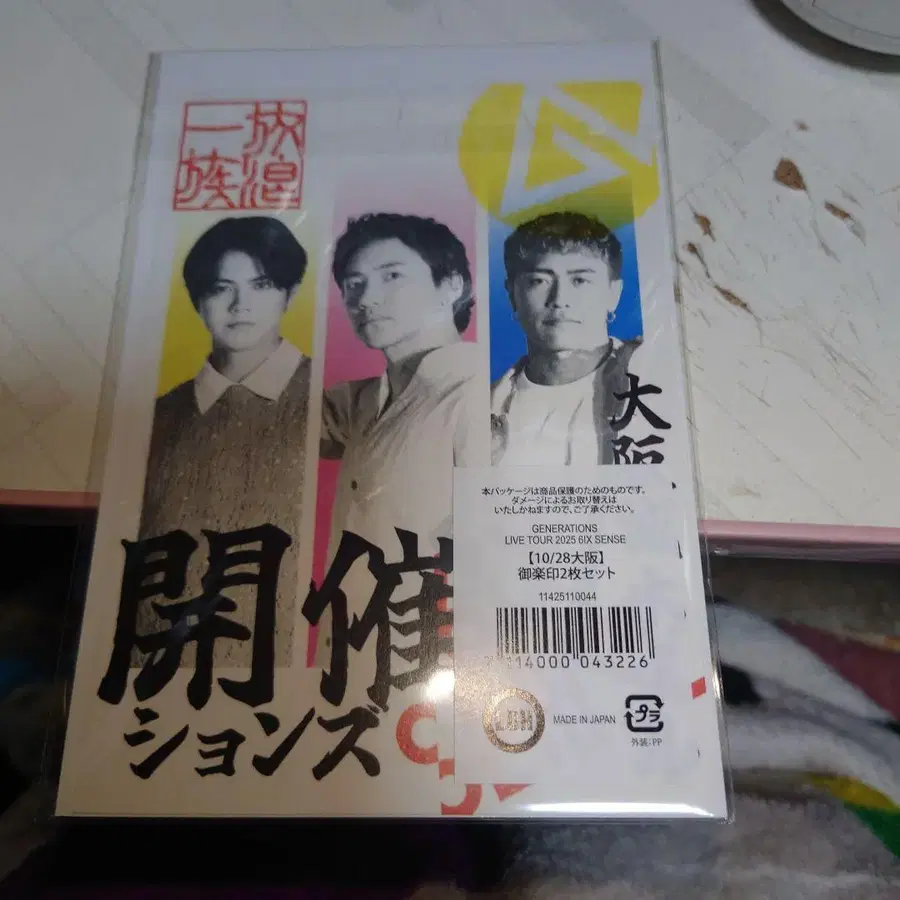 放浪
一族
大阪
開催
ションズ
本パッケージは商品保護のためのものです。
ダメージによるお取り替えは
いたしかねますので、ご了承ください。
GENERATIONS
LIVE TOUR 2025 6IX SENSE
【10/28大阪】
御楽印2枚セット
11425110044
114000 043226
LDH
MADE IN JAPAN
プラ
外装:PP